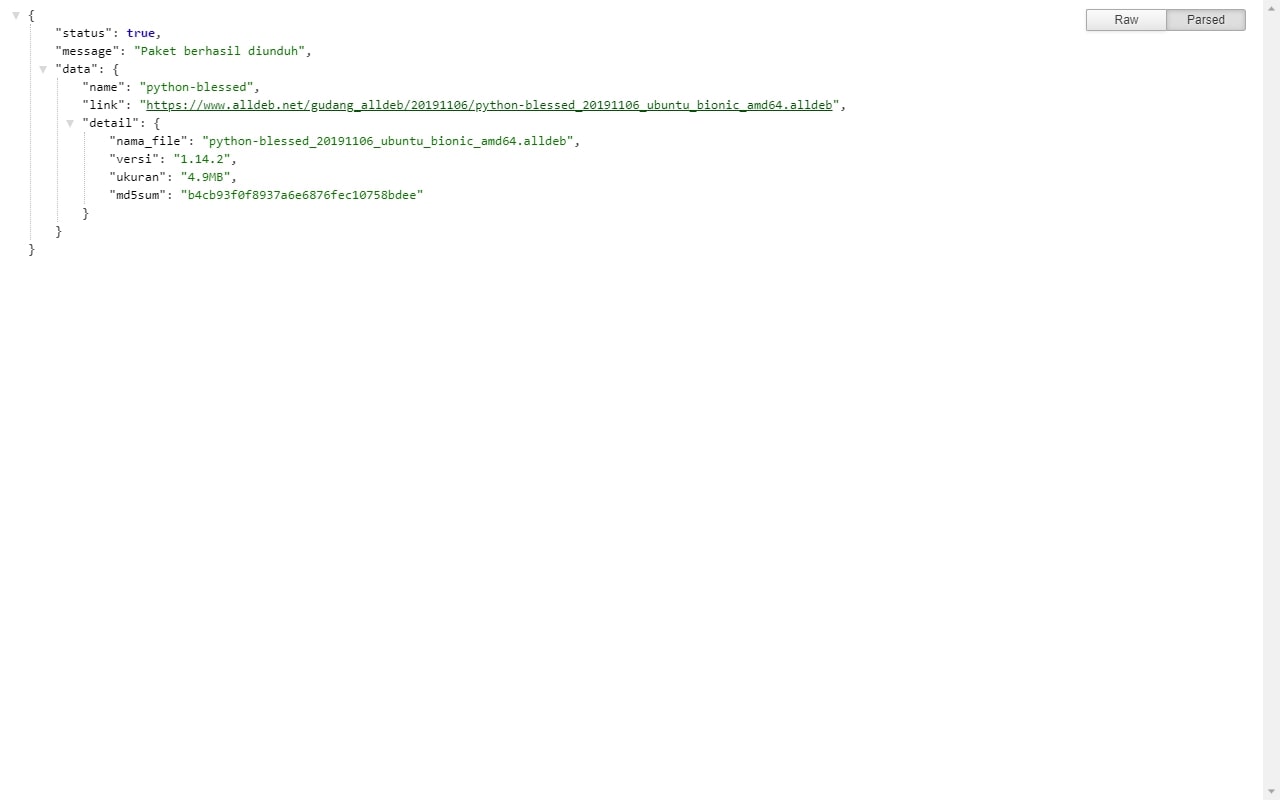 {
Raw Parsed
"status": true,
"message": "Paket berhasil diunduh",
"data": {
"name": "python-blessed",
"link": "https://www.alldeb.net/gudang_alldeb/20191106/python-blessed_20191106_ubuntu_bionic_amd64.alldeb",
"detail": {
"nama_file": "python-blessed_20191106_ubuntu_bionic_amd64.alldeb",
"versi": "1.14.2",
"ukuran": "4.9MB",
"md5sum": "b4cb93f0f8937a6e6876fec10758bdee"
}
}
}